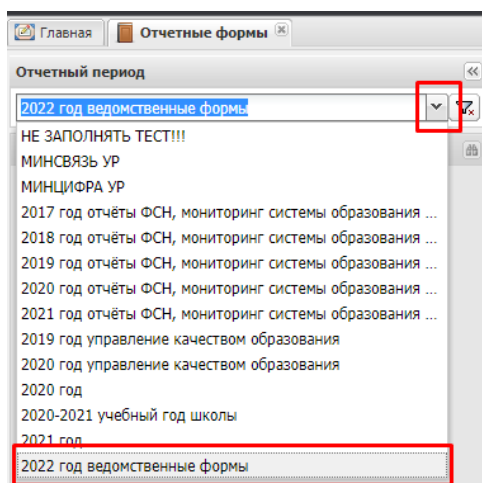 Главная
Отчетные формы
Отчетный период
2022 год ведомственные формы
НЕ ЗАПОЛНЯТЬ ТЕСТ!!!
МИНСВЯЗЬ УР
МИНЦИФРА УР
2017 год отчёты ФСН, мониторинг системы образования ...
2018 год отчёты ФСН, мониторинг системы образования ...
2019 год отчёты ФСН, мониторинг системы образования ...
2020 год отчёты ФСН, мониторинг системы образования ...
2021 год отчёты ФСН, мониторинг системы образования ...
2019 год управление качеством образования
2020 год управление качеством образования
2020 год
2020-2021 учебный год школы
2021 год
2022 год ведомственные формы